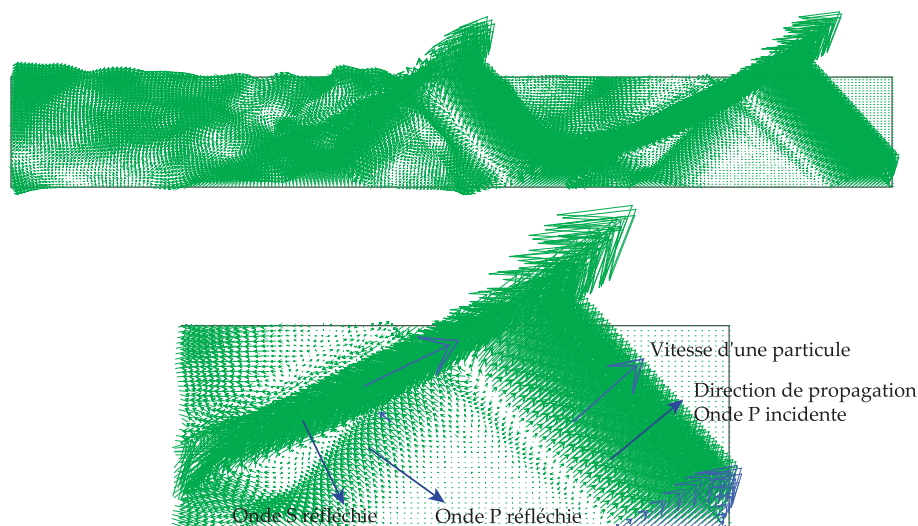 Vitesse d'une particule
Direction de propagation
Onde P incidente
Onde S réfléchie
Onde P réfléchie